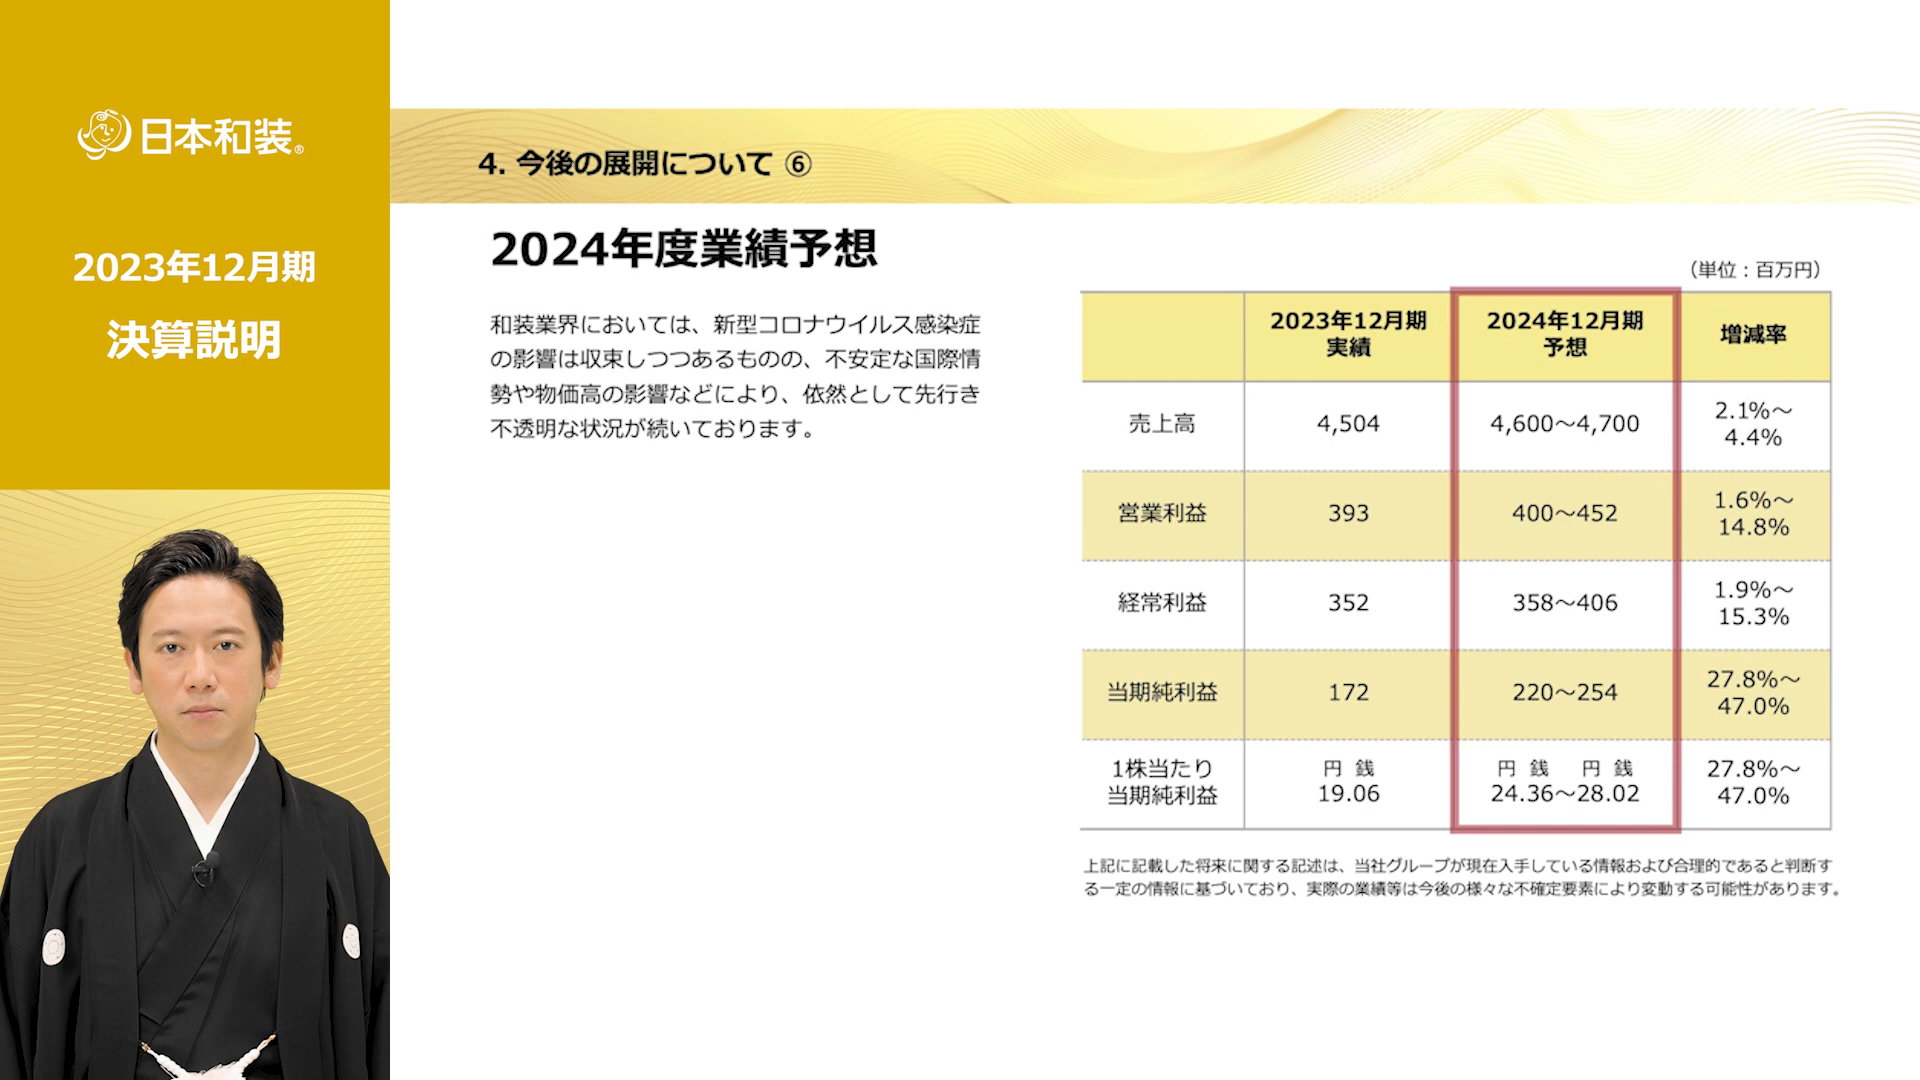 日本和装®
2023年12月期
決算説明
4. 今後の展開について ⑥
2024年度業績予想
和装業界においては、新型コロナウイルス感染症
の影響は収束しつつあるものの、不安定な国際情
勢や物価高の影響などにより、依然として先行き
不透明な状況が続いております。
（単位：百万円）
2023年12月期
実績
2024年12月期
予想
増減率
売上高
4,504
4,600～4,700
2.1%～
4.4%
営業利益
393
400～452
1.6%～
14.8%
経常利益
352
358～406
1.9%～
15.3%
当期純利益
172
220～254
27.8%～
47.0%
1株当たり
当期純利益
円 銭
19.06
円 銭 円 銭
24.36～28.02
27.8%～
47.0%
上記に記載した将来に関する記述は、当社グループが現在入手している情報および合理的であると判断す
る一定の情報に基づいており、実際の業績等は今後の様々な不確定要素により変動する可能性があります。